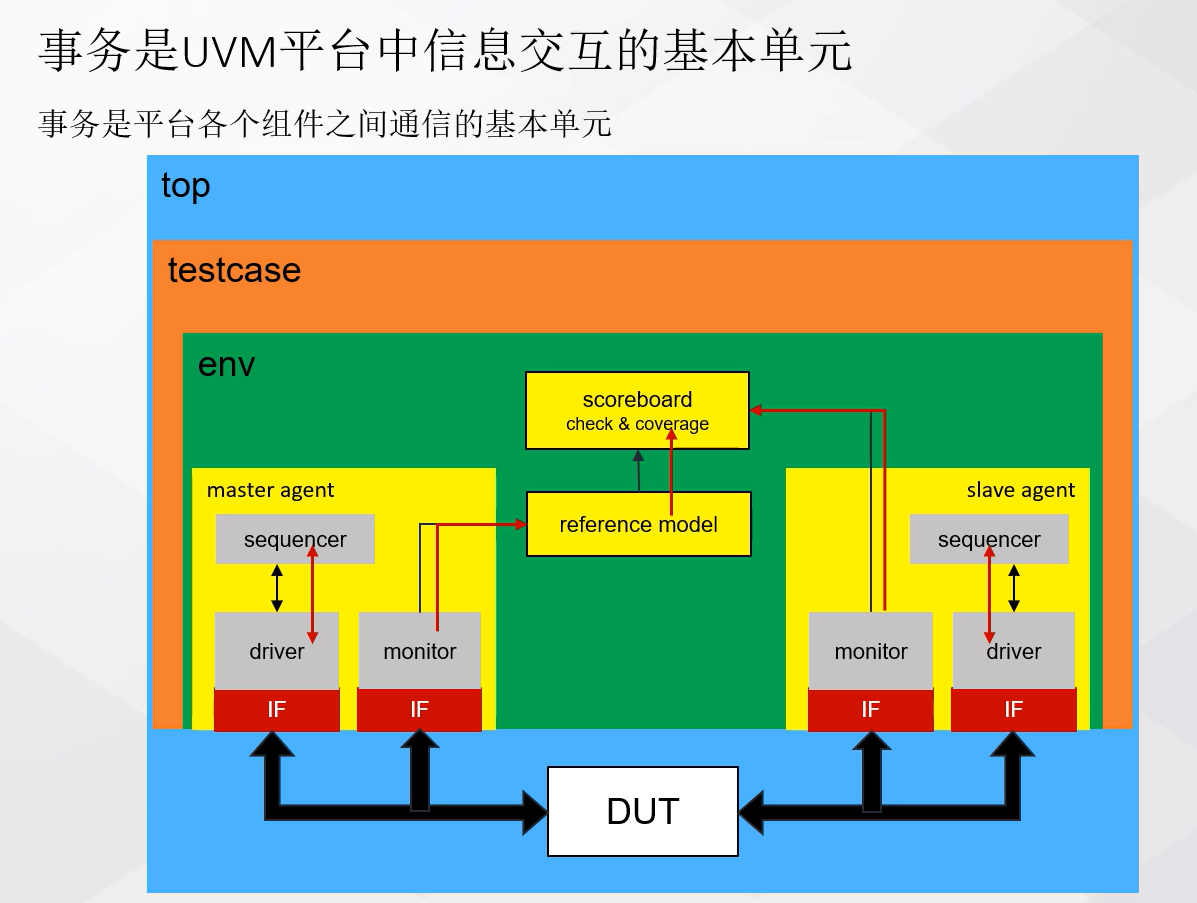 事务是UVM平台中信息交互的基本单元
事务是平台各个组件之间通信的基本单元
top
testcase
env
scoreboard
check & coverage
master agent
slave agent
reference model
sequencer
sequencer
driver
monitor
monitor
driver
IF
IF
IF
IF
DUT